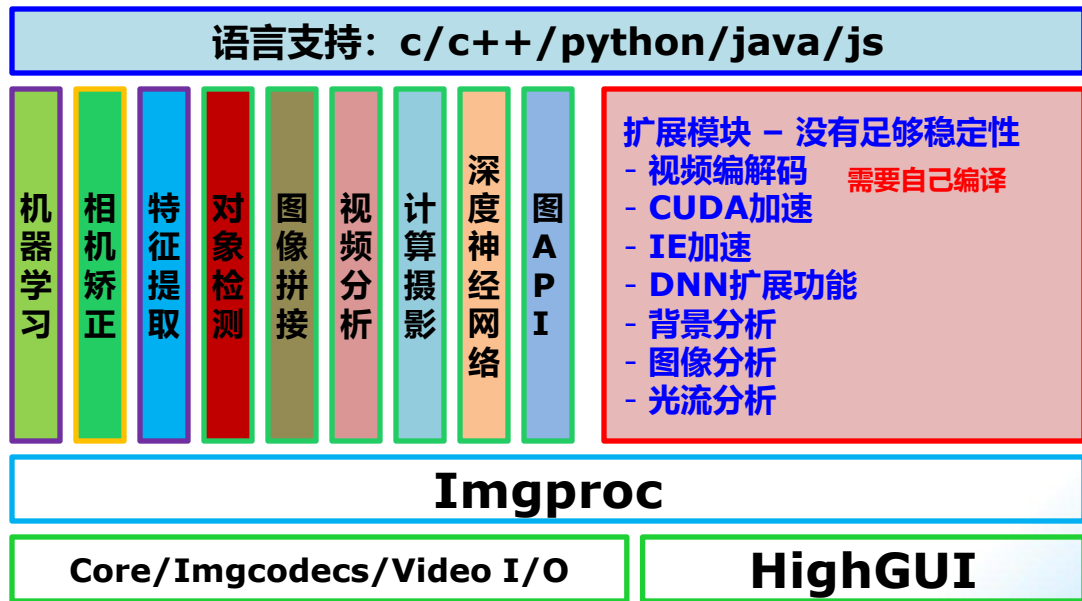 语言支持：c/c++/python/java/js
机器学习
相机矫正
特征提取
对象检测
图像拼接
视频分析
计算摄影
深度神经网络
图API
扩展模块 – 没有足够稳定性
- 视频编解码
需要自己编译
- CUDA加速
- IE加速
- DNN扩展功能
- 背景分析
- 图像分析
- 光流分析
Imgproc
Core/Imgcodecs/Video I/O
HighGUI